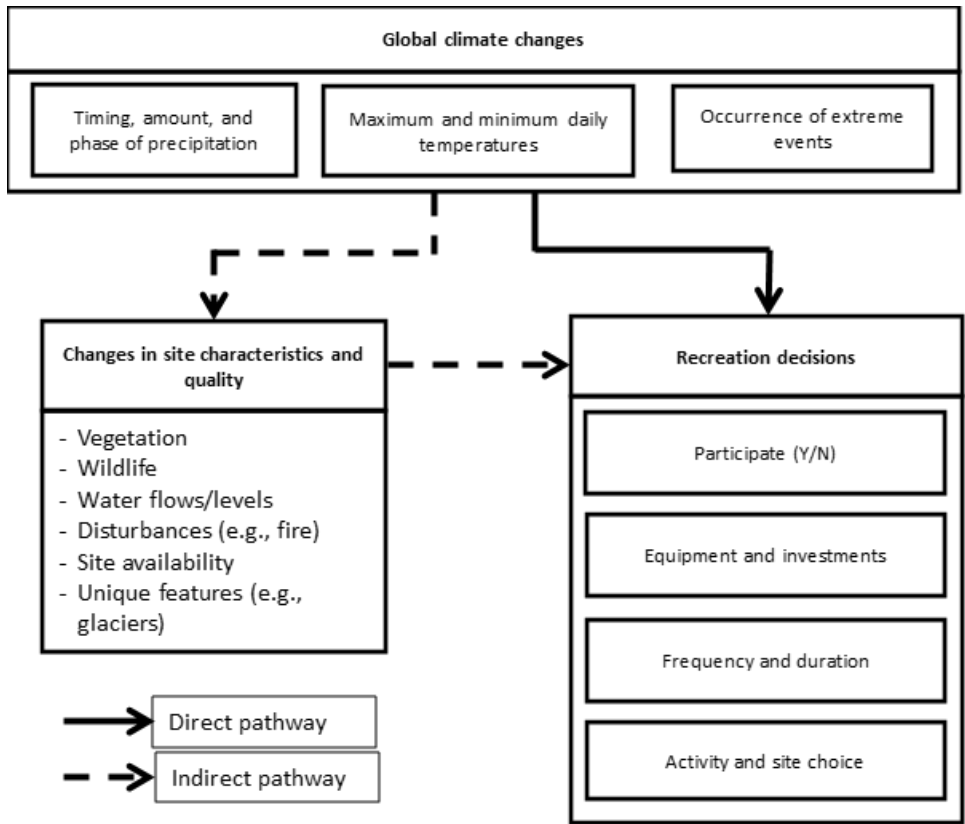 Global climate changes
Timing, amount, and
phase of precipitation
Maximum and minimum daily
temperatures
Occurrence of extreme
events
Changes in site characteristics and
quality
- Vegetation
- Wildlife
- Water flows/levels
- Disturbances (e.g., fire)
- Site availability
- Unique features (e.g.,
glaciers)
Recreation decisions
Participate (Y/N)
Equipment and investments
Frequency and duration
Activity and site choice
Direct pathway
Indirect pathway